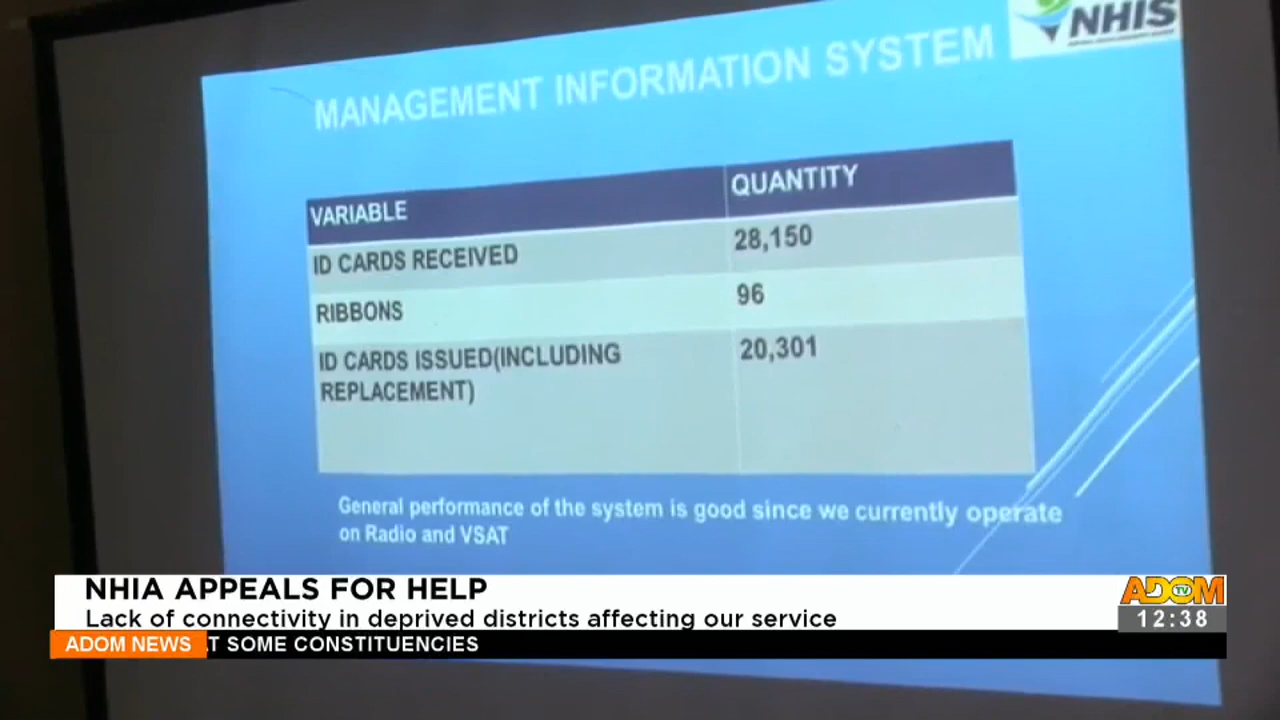 NHIS
MANAGEMENT INFORMATION SYSTEM
VARIABLE QUANTITY
ID CARDS RECEIVED 28,150
RIBBONS 96
ID CARDS ISSUED(INCLUDING 20,301
REPLACEMENT)
General performance of the system is good since we currently operate
on Radio and VSAT
NHIA APPEALS FOR HELP
Lack of connectivity in deprived districts affecting our service
ADOM TV
12:38
ADOM NEWS T SOME CONSTITUENCIES